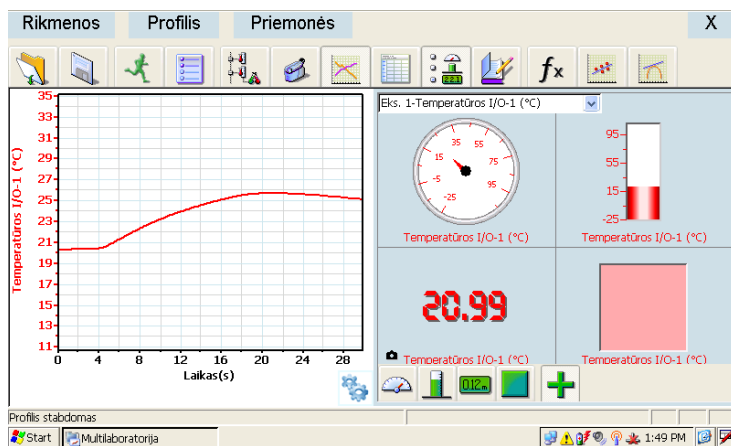 Rikmenos Profilis Priemonės X
fx
Eks. 1-Temperatūros I/O-1 (°C)
Temperatūros I/O-1 (°C)
35
33
31
29
27
25
23
21
19
17
15
13
11
0 4 8 12 16 20 24 28
Laikas(s)
-25
-5
15
35
55
75
95
Temperatūros I/O-1 (°C)
95
55
15
-25
Temperatūros I/O-1 (°C)
20.99
Temperatūros I/O-1 (°C)
Temperatūros I/O-1 (°C)
0.12m
Profilis stabdomas
Start Multilaboratorija 1:49 PM